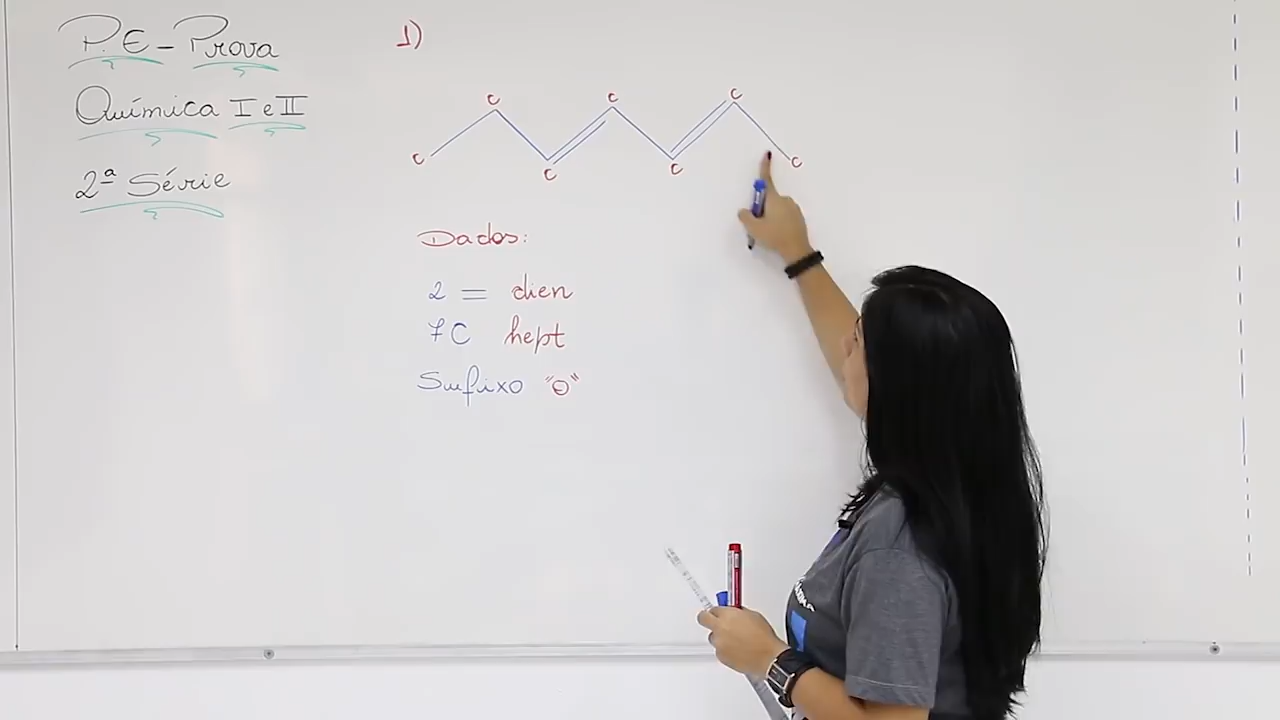 P.E - Prova
Química I e II
2ª Série
1)
C C C C C C C
Dados:
2 = dien
7C hept
Sufixo "O"